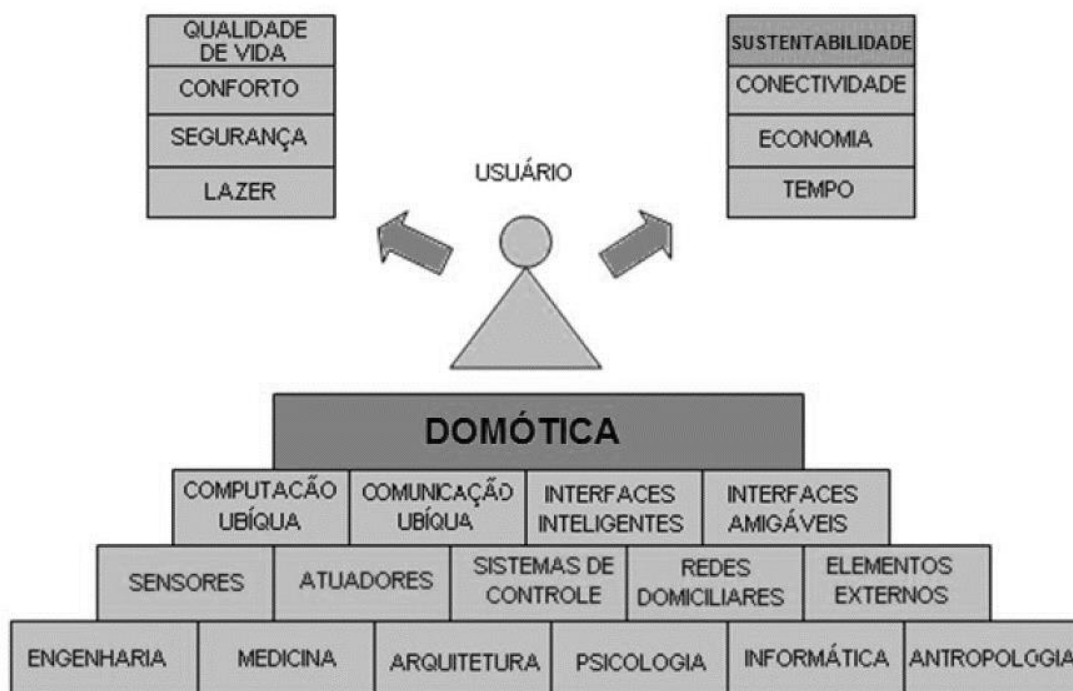 QUALIDADE
DE VIDA
CONFORTO
SEGURANÇA
LAZER
USUÁRIO
SUSTENTABILIDADE
CONECTIVIDADE
ECONOMIA
TEMPO
DOMÓTICA
COMPUTAÇÃO
UBÍQUA
COMUNICAÇÃO
UBÍQUA
INTERFACES
INTELIGENTES
INTERFACES
AMIGÁVEIS
SENSORES
ATUADORES
SISTEMAS DE
CONTROLE
REDES
DOMICILIARES
ELEMENTOS
EXTERNOS
ENGENHARIA
MEDICINA
ARQUITETURA
PSICOLOGIA
INFORMÁTICA
ANTROPOLOGIA